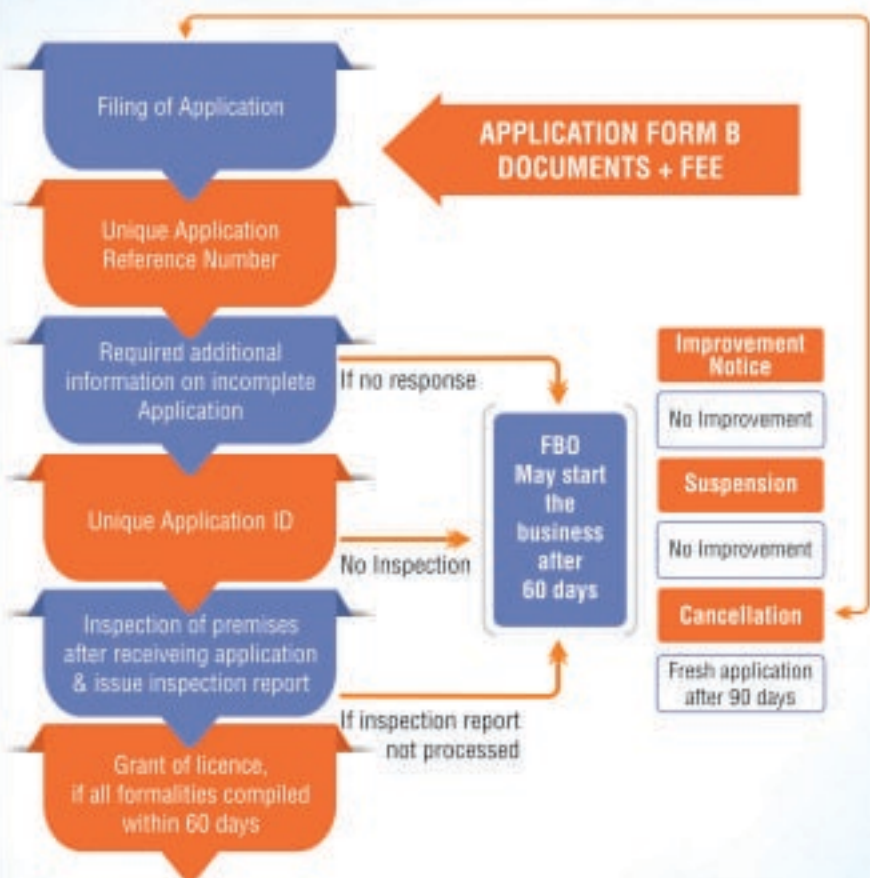 Filing of Application
APPLICATION FORM B
DOCUMENTS + FEE
Unique Application
Reference Number
Required additional
information on incomplete
Application
If no response
Unique Application ID
No Inspection
Inspection of premises
after receiveing application
& issue inspection report
If inspection report
not processed
Grant of licence,
if all formalities compiled
within 60 days
FBO
May start
the
business
after
60 days
Improvement
Notice
No Improvement
Suspension
No Improvement
Cancellation
Fresh application
after 90 days